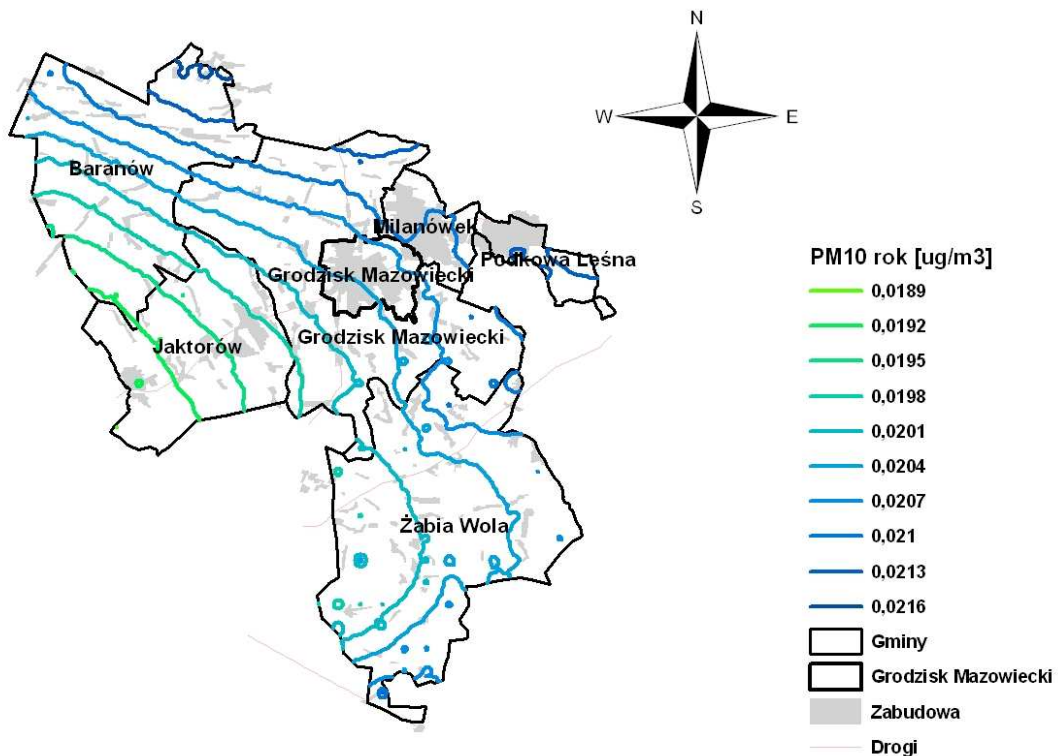 N
W
E
S
Baranów
Milanówek
Podkowa Leśna
Grodzisk Mazowiecki
Grodzisk Mazowiecki
Jaktorów
Żabia Wola
PM10 rok [ug/m3]
0,0189
0,0192
0,0195
0,0198
0,0201
0,0204
0,0207
0,021
0,0213
0,0216
Gminy
Grodzisk Mazowiecki
Zabudowa
Drogi